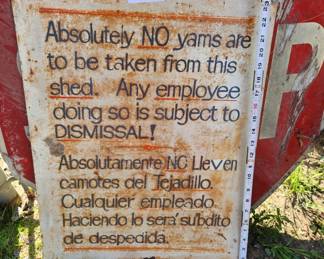 Absolutely NO yams are
to be taken from this
shed. Any employee
doing so is subject to
DISMISSAL!
Absolutamente NO Lleven
camotes del Tejadillo.
Cualquier empleado.
Haciendo lo será subdito
de despedida.